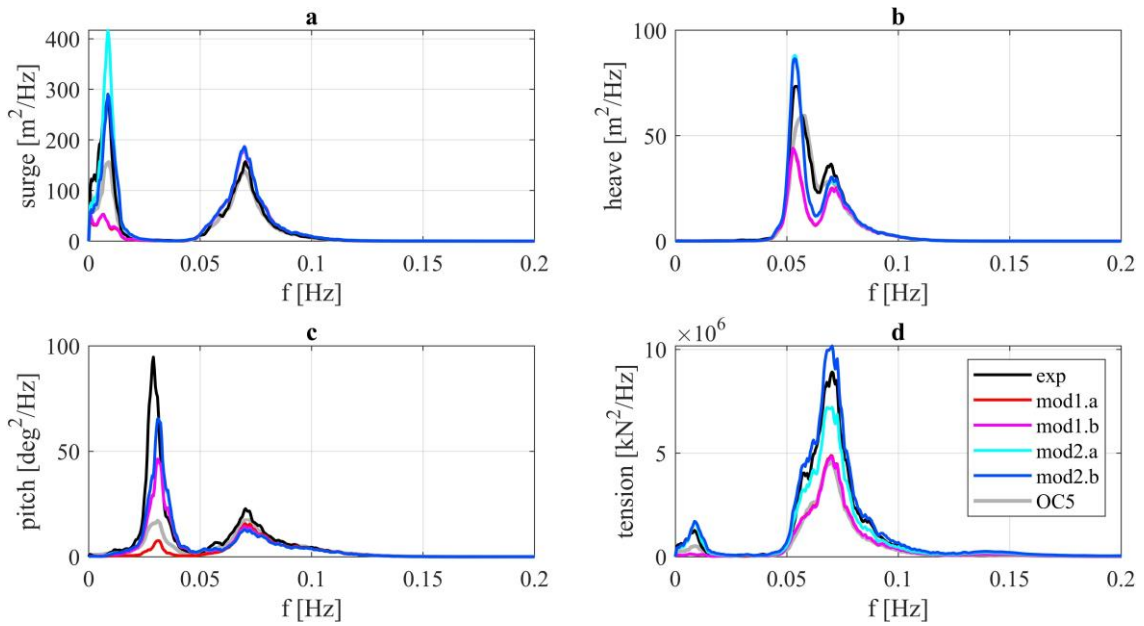 a
surge [m²/Hz]
400
300
200
100
0
0 0.05 0.1 0.15 0.2
f [Hz]
b
heave [m²/Hz]
100
50
0
0 0.05 0.1 0.15 0.2
f [Hz]
c
pitch [deg²/Hz]
100
50
0
0 0.05 0.1 0.15 0.2
f [Hz]
d
×10⁶
tension [kN²/Hz]
10
5
0
0 0.05 0.1 0.15 0.2
f [Hz]
exp
mod1.a
mod1.b
mod2.a
mod2.b
OC5